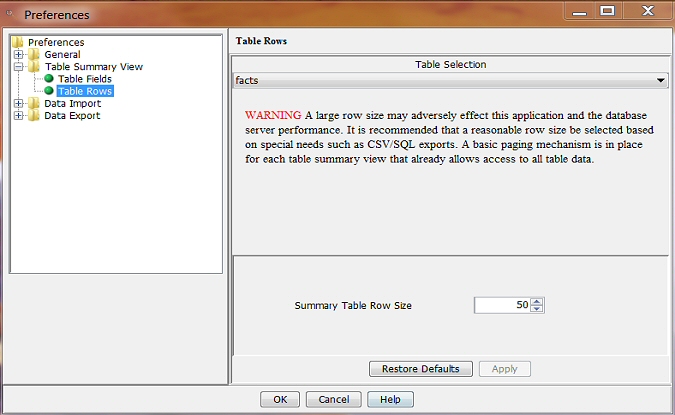 Preferences
Preferences
General
Table Summary View
Table Fields
Table Rows
Data Import
Data Export
Table Rows
Table Selection
facts
WARNING A large row size may adversely effect this application and the database
server performance. It is recommended that a reasonable row size be selected based
on special needs such as CSV/SQL exports. A basic paging mechanism is in place
for each table summary view that already allows access to all table data.
Summary Table Row Size 50
Restore Defaults Apply
OK Cancel Help